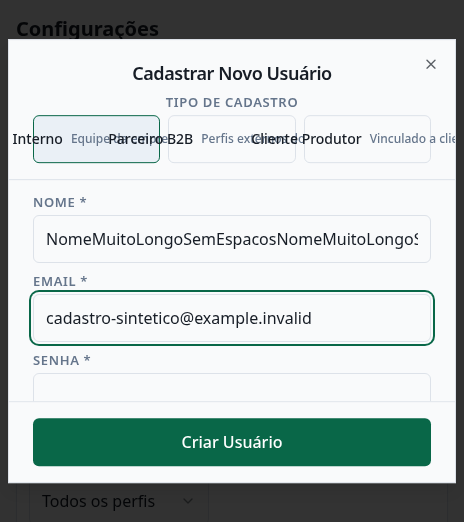 Configurações
×
Cadastrar Novo Usuário
TIPO DE CADASTRO
Interno Parceiro B2B Perfis Cliente Produtor Vinculado a clie
NOME *
NomeMuitoLongoSemEspacosNomeMuitoLongoS
EMAIL *
cadastro-sintetico@example.invalid
SENHA *
Criar Usuário
Todos os perfis